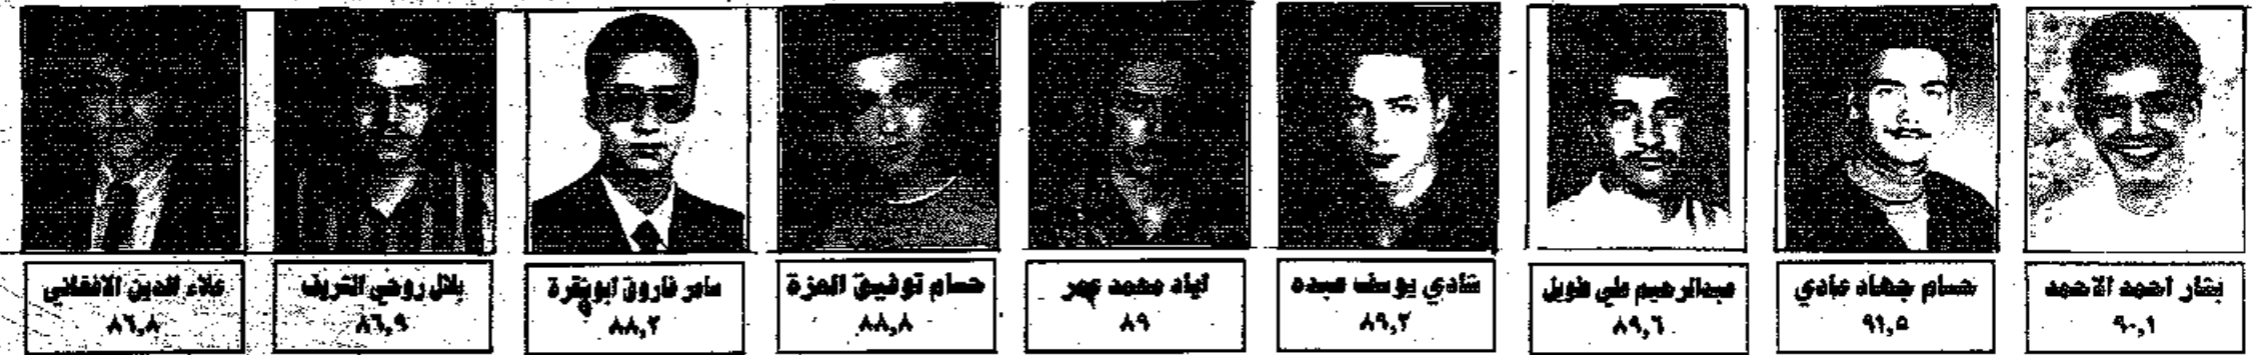 بشار احمد الاحمد
٩٠,١
حسام جهاد عبادي
٩١,٥
عبدالرحيم علي طويل
٨٩,٦
شادي يوسف عبده
٨٩,٢
اياد محمد عمر
٨٩
حسام توفيق العزة
٨٨,٨
سامر فاروق ابوبقرة
٨٨,٢
بلال روحي الشريف
٨٦,٩
علاء الدين الافغاني
٨٦,٨